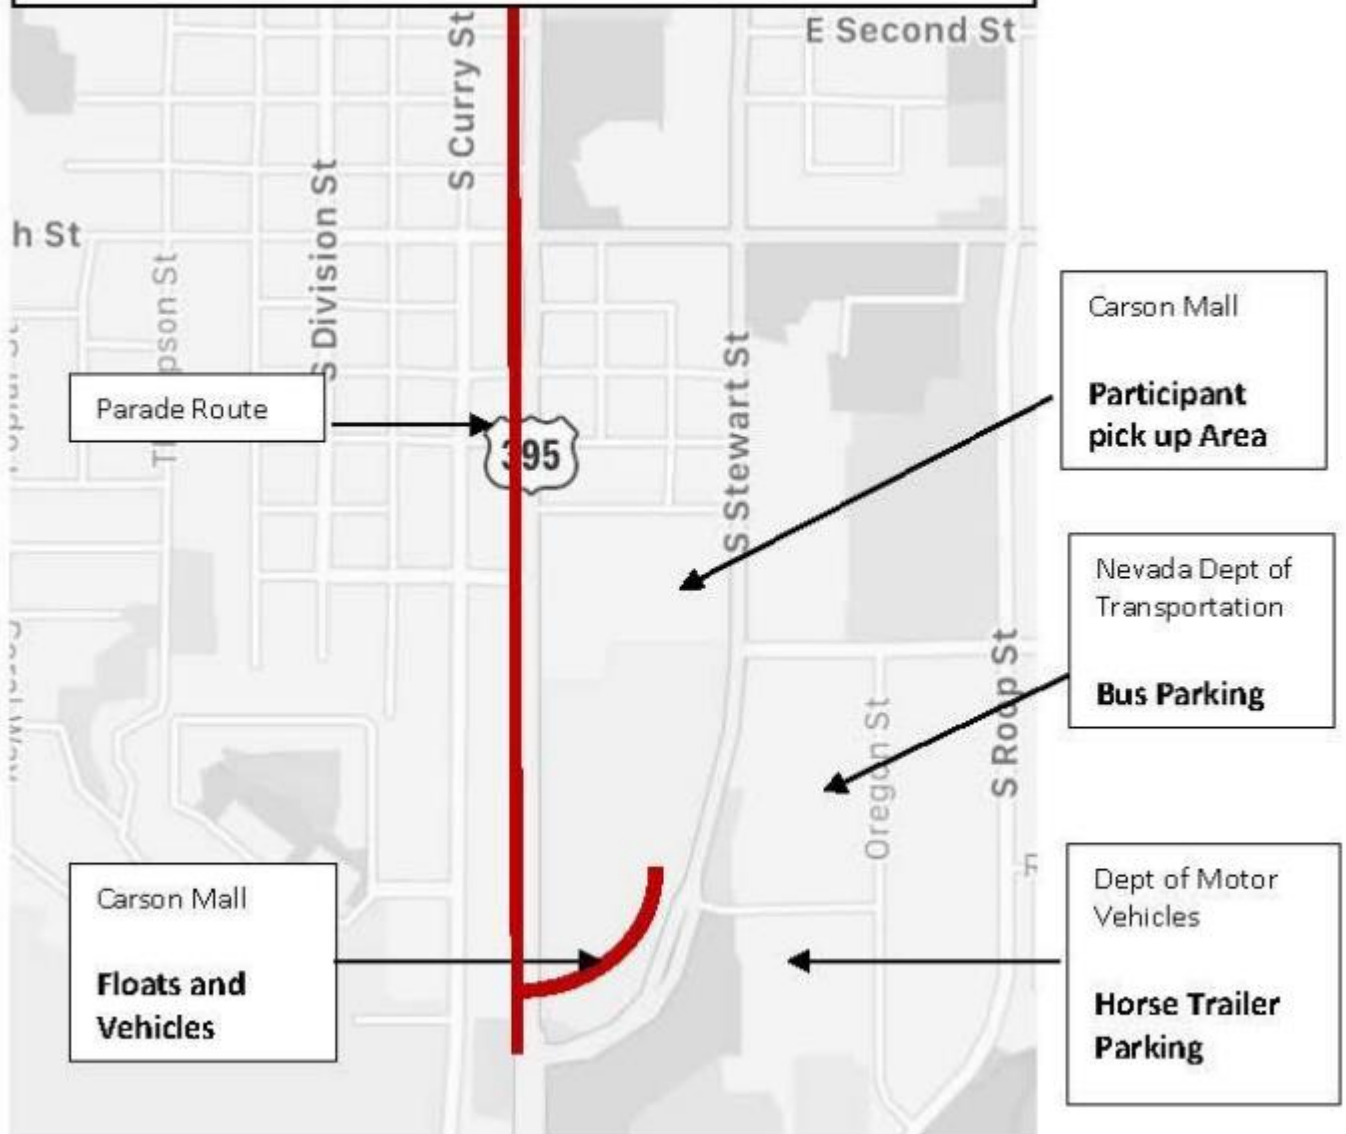 E Second St
S Curry St
S Division St
h St
pson St
Parade Route
395
S Stewart St
Carson Mall
Participant
pick up Area
Nevada Dept of
Transportation
Bus Parking
S Roop St
Oregon St
Carson Mall
Floats and
Vehicles
Dept of Motor
Vehicles
Horse Trailer
Parking